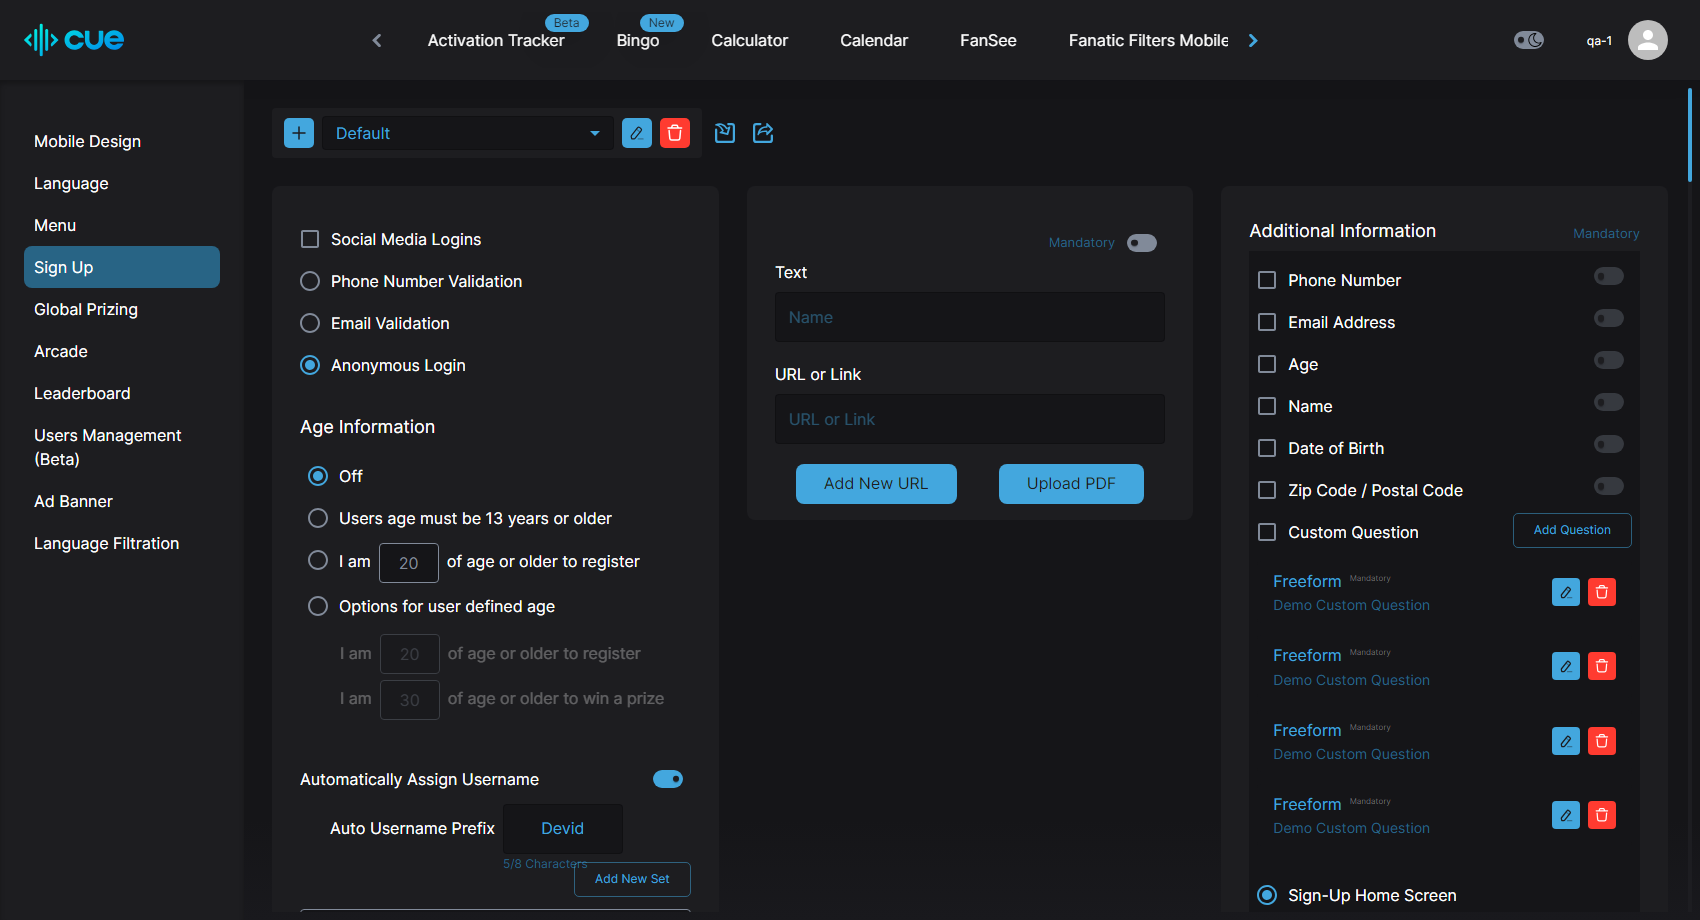 cue
Activation Tracker
Beta
Bingo
New
Calculator
Calendar
FanSee
Fanatic Filters Mobile
qa-1
Mobile Design
Language
Menu
Sign Up
Global Prizing
Arcade
Leaderboard
Users Management
(Beta)
Ad Banner
Language Filtration
Default
Social Media Logins
Phone Number Validation
Email Validation
Anonymous Login
Age Information
Off
Users age must be 13 years or older
I am 20 of age or older to register
Options for user defined age
I am 20 of age or older to register
I am 30 of age or older to win a prize
Automatically Assign Username
Auto Username Prefix Devid
5/8 Characters
Add New Set
Mandatory
Text
Name
URL or Link
URL or Link
Add New URL
Upload PDF
Additional Information
Mandatory
Phone Number
Email Address
Age
Name
Date of Birth
Zip Code / Postal Code
Custom Question
Add Question
Freeform Mandatory
Demo Custom Question
Freeform Mandatory
Demo Custom Question
Freeform Mandatory
Demo Custom Question
Freeform Mandatory
Demo Custom Question
Sign-Up Home Screen